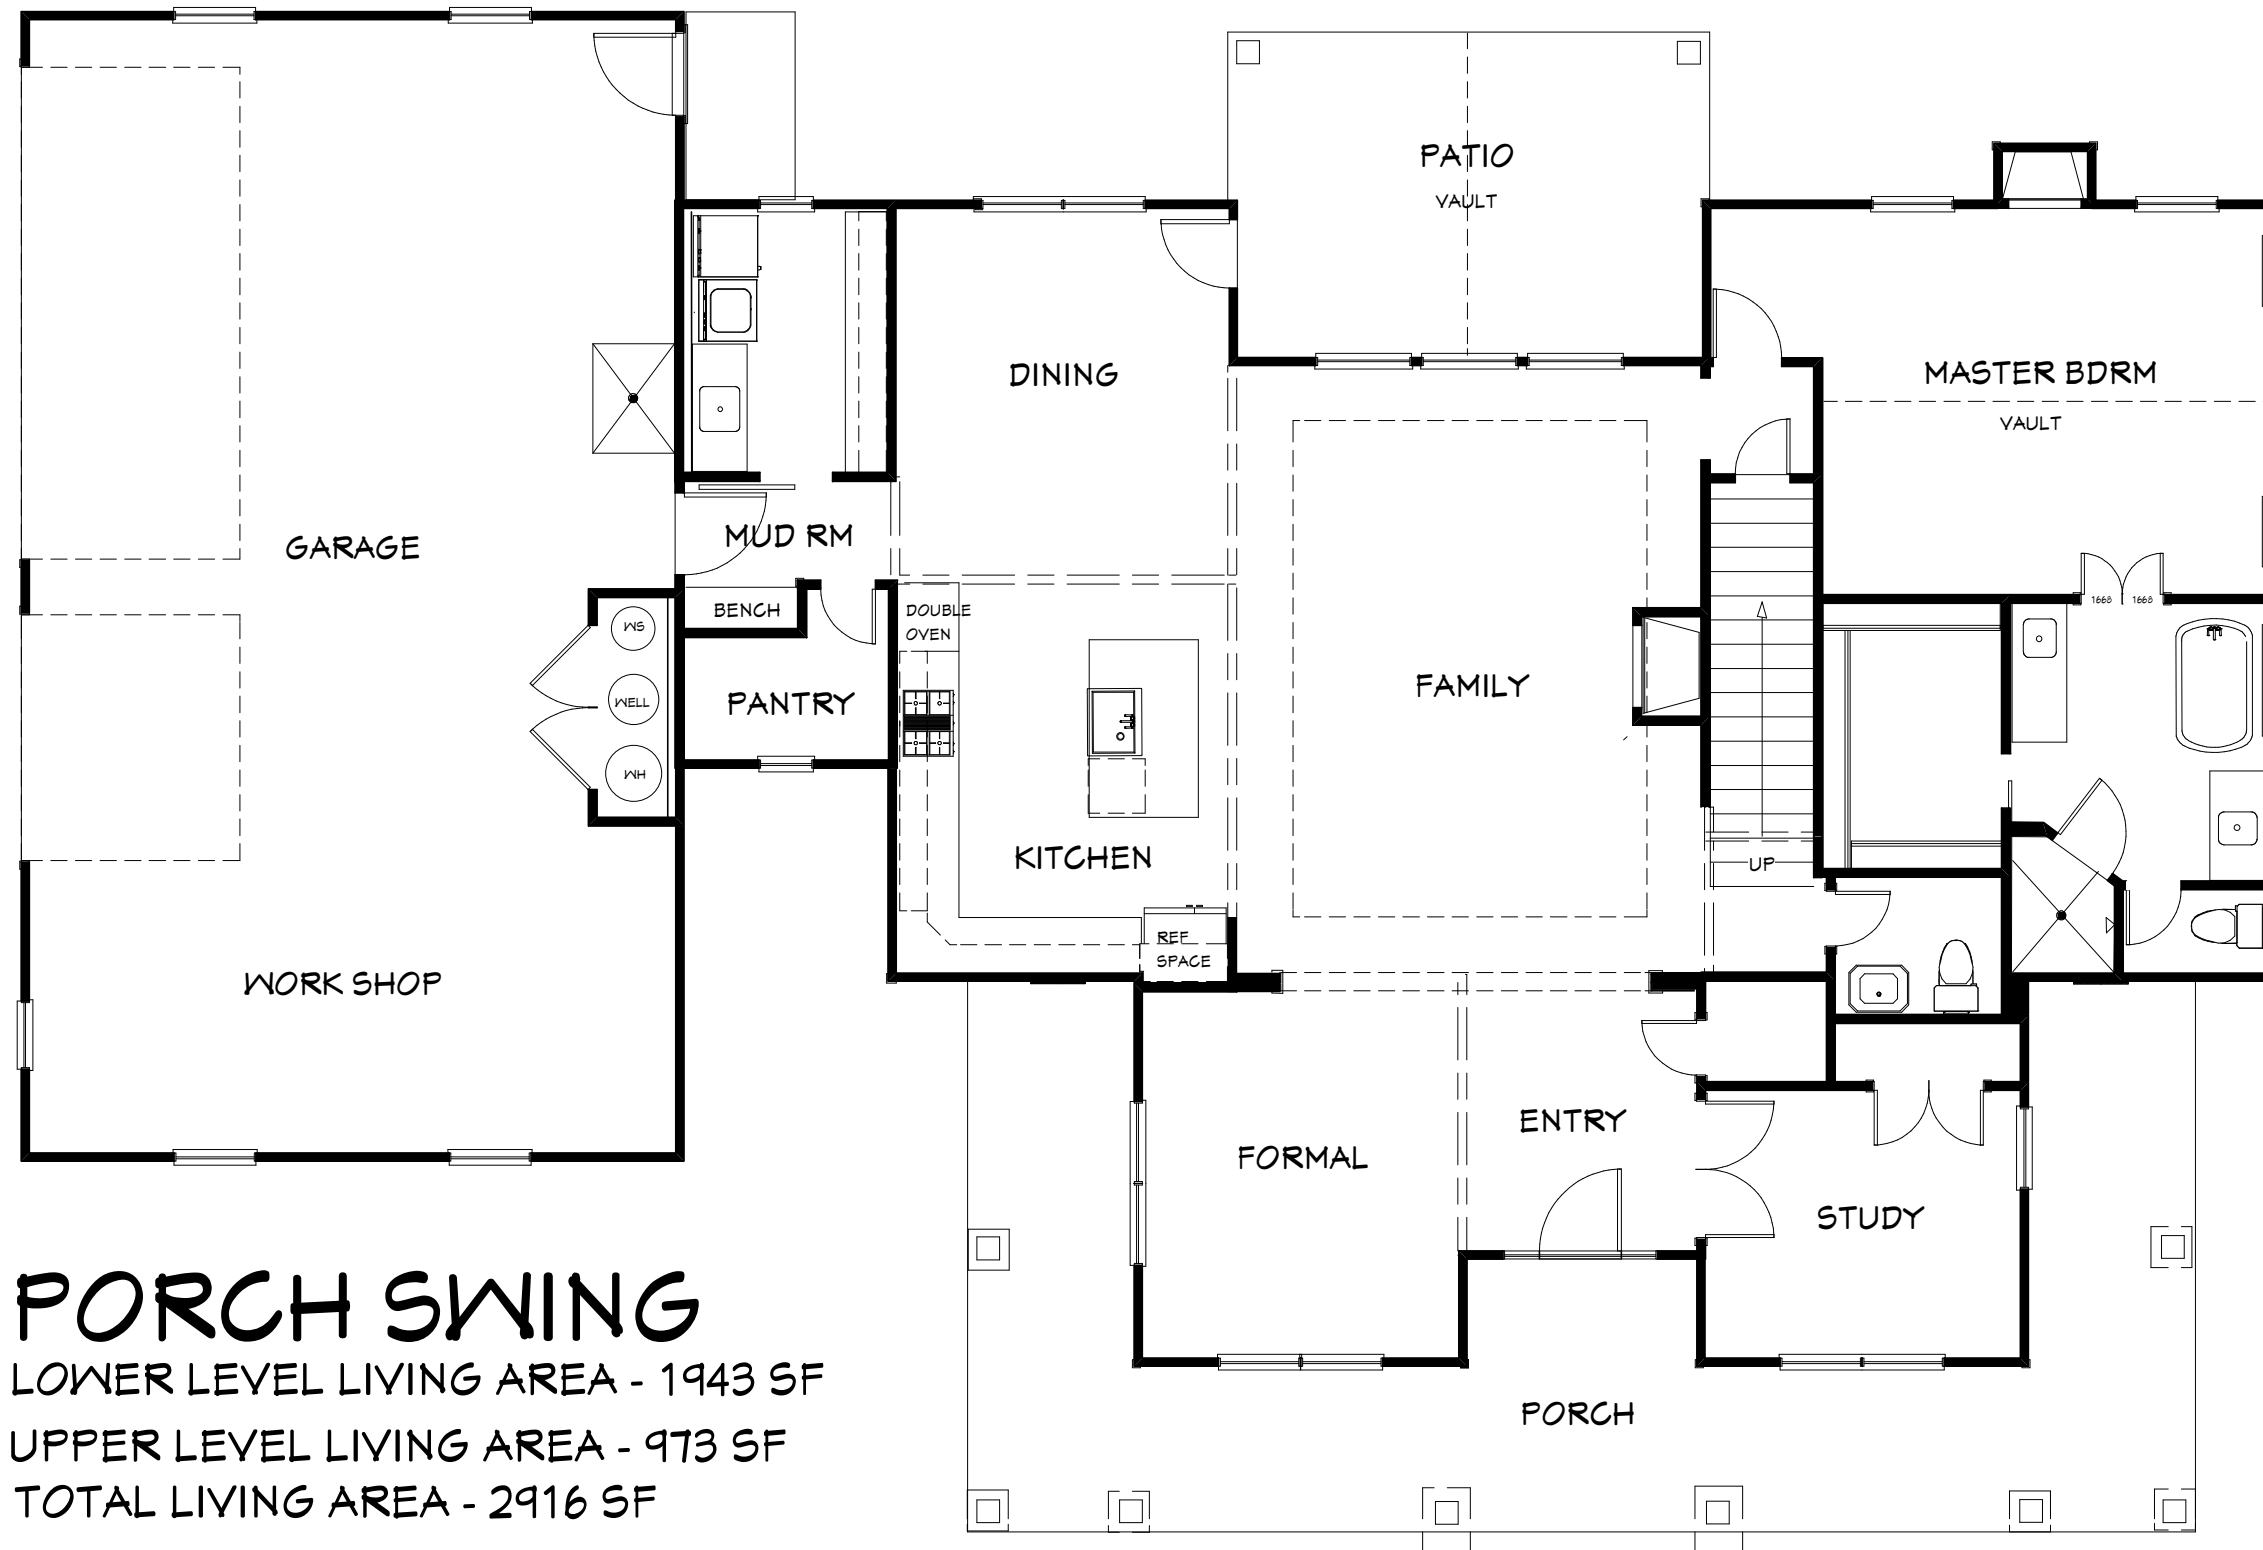 PATIO
VAULT
DINING
MASTER BDRM
VAULT
GARAGE
MUD RM
BENCH
DOUBLE
OVEN
1668 1668
WS
WELL
WH
PANTRY
FAMILY
KITCHEN
UP
REF
SPACE
WORK SHOP
ENTRY
FORMAL
STUDY
PORCH
PORCH SWING
LOWER LEVEL LIVING AREA - 1943 SF
UPPER LEVEL LIVING AREA - 973 SF
TOTAL LIVING AREA - 2916 SF